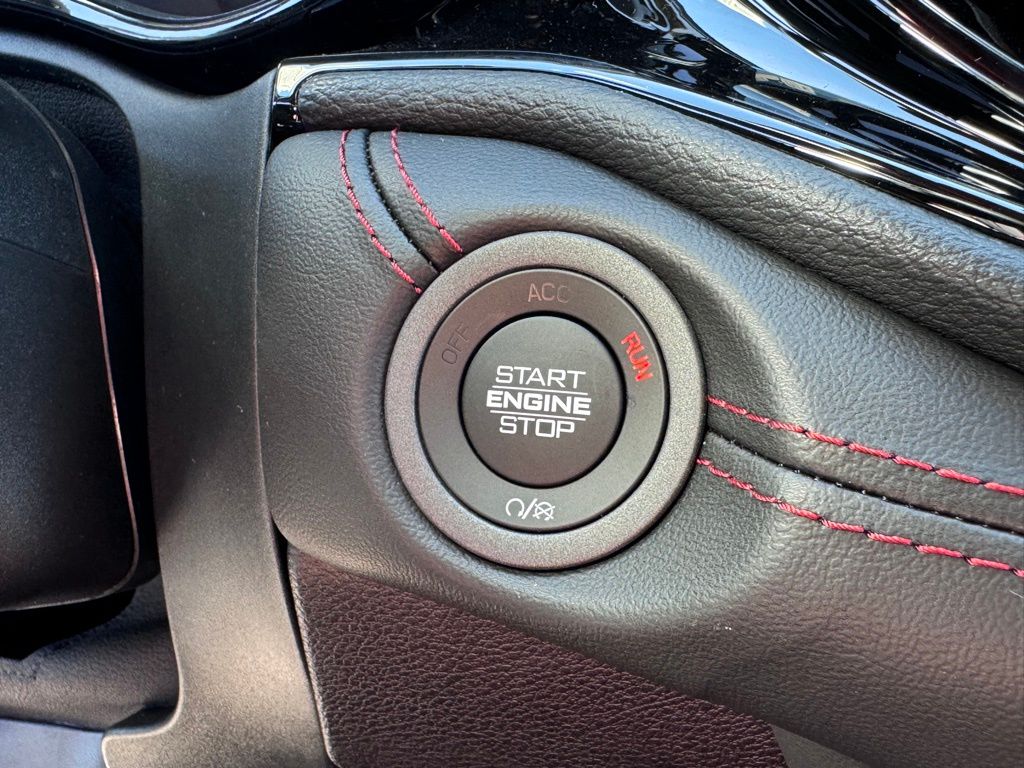 ACC
OFF
RUN
START
ENGINE
STOP